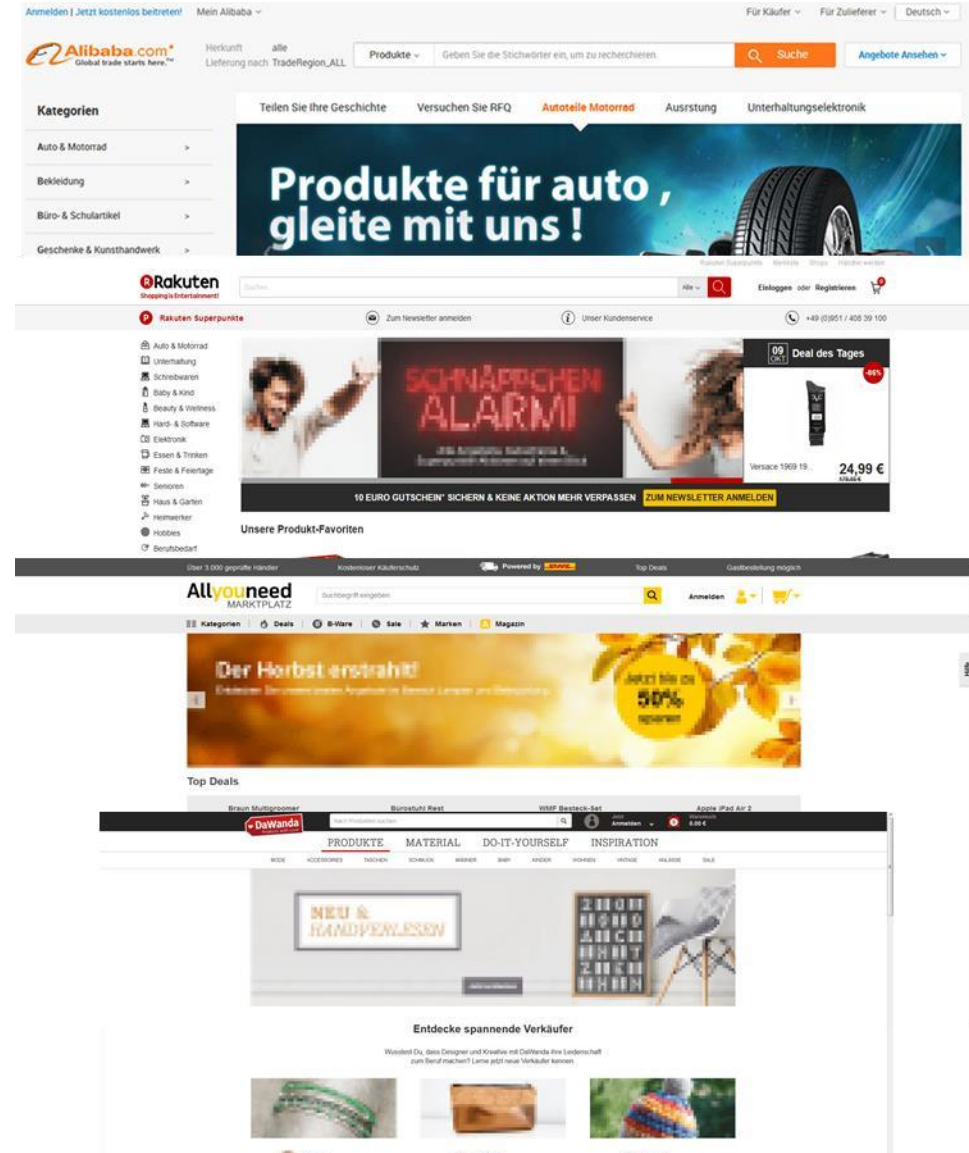 Anmelden | Jetzt kostenlos beitreten! Mein Alibaba Für Käufer Für Zulieferer Deutsch
Alibaba.com
Global trade starts here.™
Herkunft alle
Lieferung nach TradeRegion_ALL
Produkte Geben Sie die Stichwörter ein, um zu recherchieren. Suche Angebote Ansehen
Kategorien
Teilen Sie Ihre Geschichte Versuchen Sie RFQ Autoteile Motorrad Ausrstung Unterhaltungselektronik
Auto & Motorrad >
Bekleidung >
Büro- & Schulartikel >
Geschenke & Kunsthandwerk >
Produkte für auto ,
gleite mit uns !
Rakuten Superpunkte Merkliste Shops Händler werden
Rakuten
Shopping is Entertainment!
Suchen Alle Einloggen oder Registrieren 0
Rakuten Superpunkte Zum Newsletter anmelden Unser Kundenservice +49 (0)951 / 408 39 100
Auto & Motorrad
Unterhaltung
Schreibwaren
Baby & Kind
Beauty & Wellness
Hard- & Software
Elektronik
Essen & Trinken
Feste & Feiertage
Senioren
Haus & Garten
Heimwerker
Hobbies
Berufsbedarf
SCHNÄPPCHEN
ALARM!
09 OKT Deal des Tages
-86%
Versace 1969 19... 24,99 €
10 EURO GUTSCHEIN* SICHERN & KEINE AKTION MEHR VERPASSEN ZUM NEWSLETTER ANMELDEN
Unsere Produkt-Favoriten
Über 3.000 geprüfte Händler Kostenloser Käuferschutz Powered by Top Deals Gastbestellung möglich
Allyouneed
MARKTPLATZ
Suchbegriff eingeben Anmelden
Kategorien Deals B-Ware Sale Marken Magazin
Der Herbst erstrahlt!
Jetzt bis zu
50%
sparen
Hilfe
Top Deals
Braun Multigroomer Bürostuhl Rest WMF Besteck-Set Apple iPad Air 2
DaWanda
Nach Produkten suchen Jetzt Anmelden Warenkorb 0.00 €
PRODUKTE MATERIAL DO-IT-YOURSELF INSPIRATION
MODE ACCESSOIRES TASCHEN SCHMUCK MÄNNER BABY KINDER WOHNEN VINTAGE ANLÄSSE SALE
NEU &
HANDVERLESEN
Entdecke spannende Verkäufer
Wusstest Du, dass Designer und Kreative mit DaWanda ihre Leidenschaft
zum Beruf machen? Lerne jetzt neue Verkäufer kennen